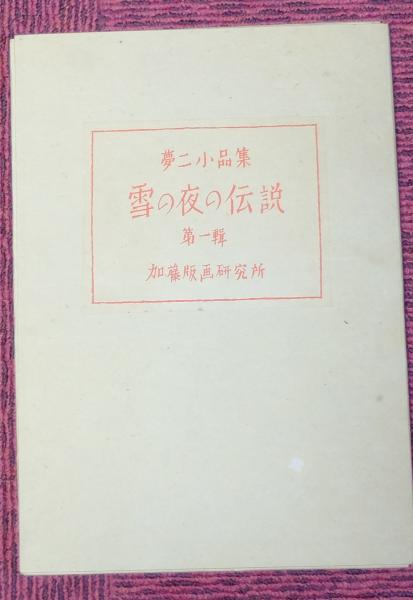 夢二小品集
雪の夜の伝説
第一輯
加藤版画研究所